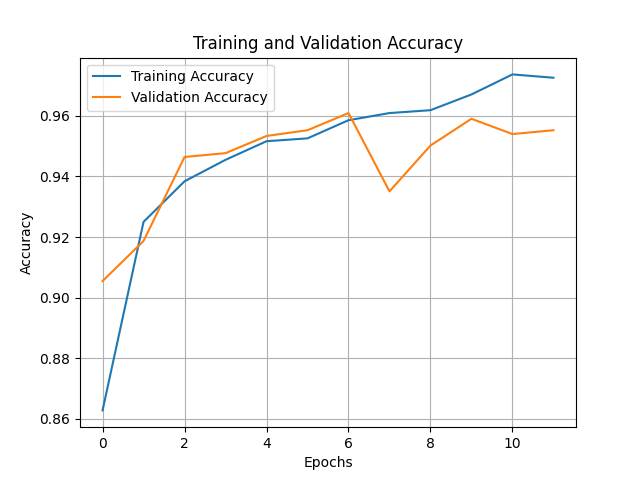 Training and Validation Accuracy
Training Accuracy
Validation Accuracy
0.96
0.94
0.92
0.90
0.88
0.86
Accuracy
0 2 4 6 8 10
Epochs